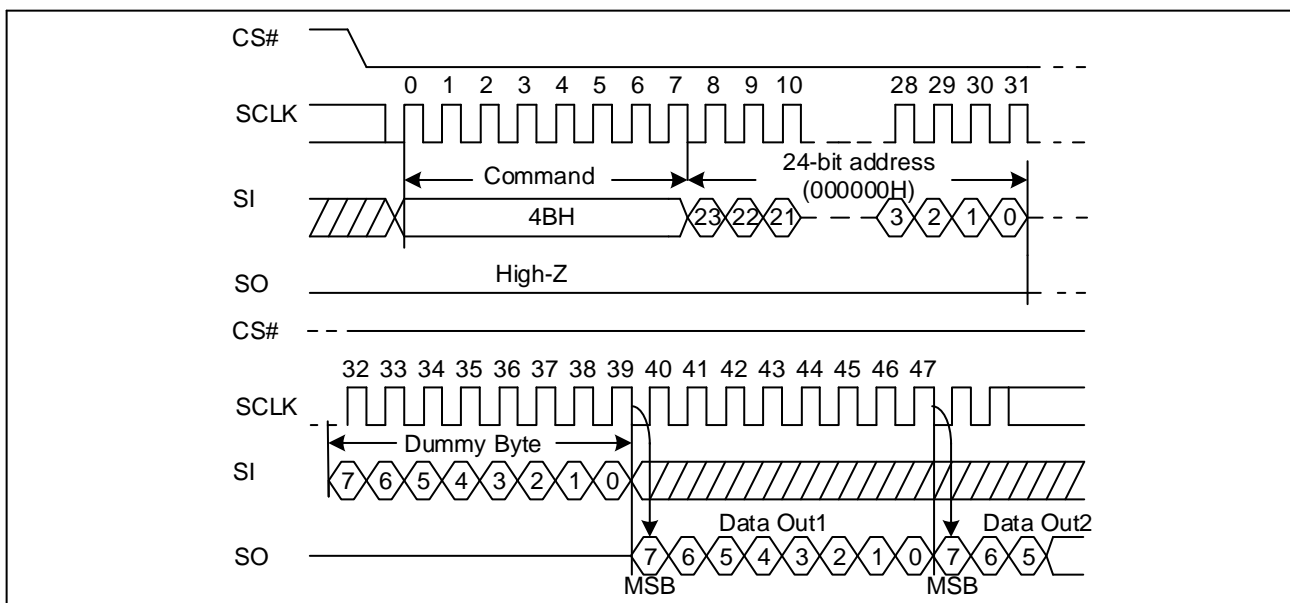 CS#
0 1 2 3 4 5 6 7 8 9 10 28 29 30 31
SCLK
Command
24-bit address
(000000H)
SI
4BH
23 22 21 3 2 1 0
High-Z
SO
CS#
32 33 34 35 36 37 38 39 40 41 42 43 44 45 46 47
SCLK
Dummy Byte
SI
7 6 5 4 3 2 1 0
Data Out1 Data Out2
SO
7 6 5 4 3 2 1 0 7 6 5
MSB MSB